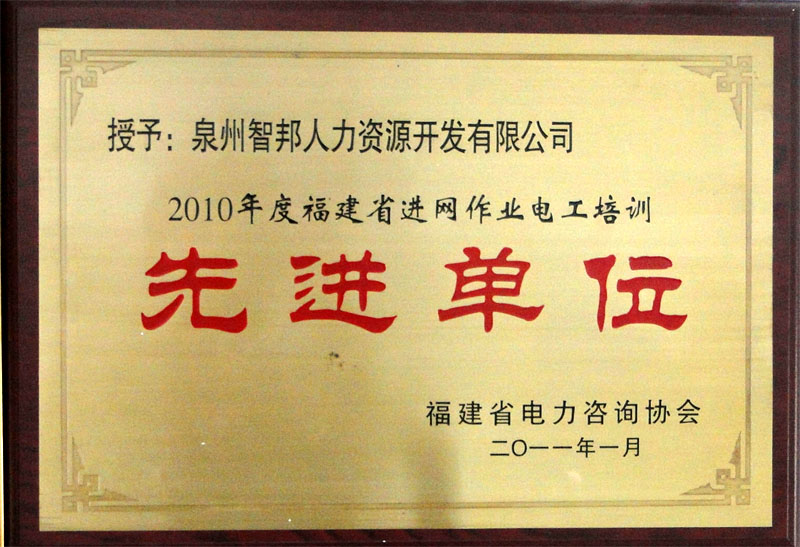 授予：泉州智邦人力资源开发有限公司
2010年度福建省进网作业电工培训
先进单位
福建省电力咨询协会
二〇一一年一月